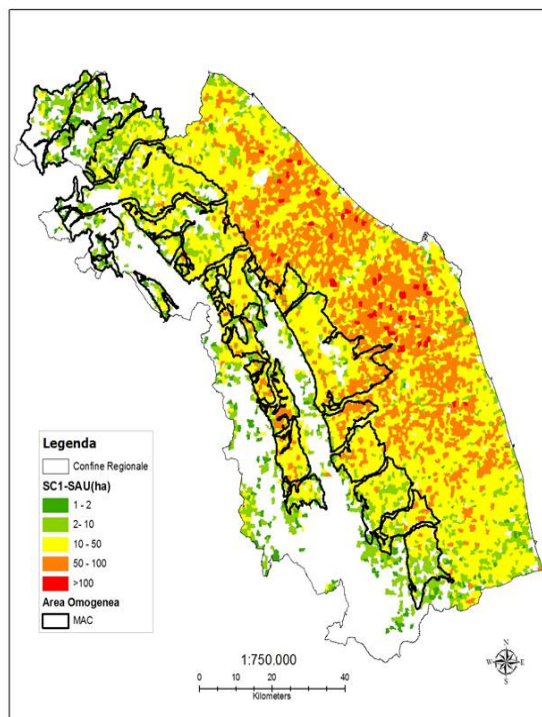 Legenda
Confine Regionale
SC1-SAU(ha)
1 - 2
2- 10
10 - 50
50 - 100
>100
Area Omogenea
MAC
1:750.000
0 10 20 40
Kilometers
N
W E
S